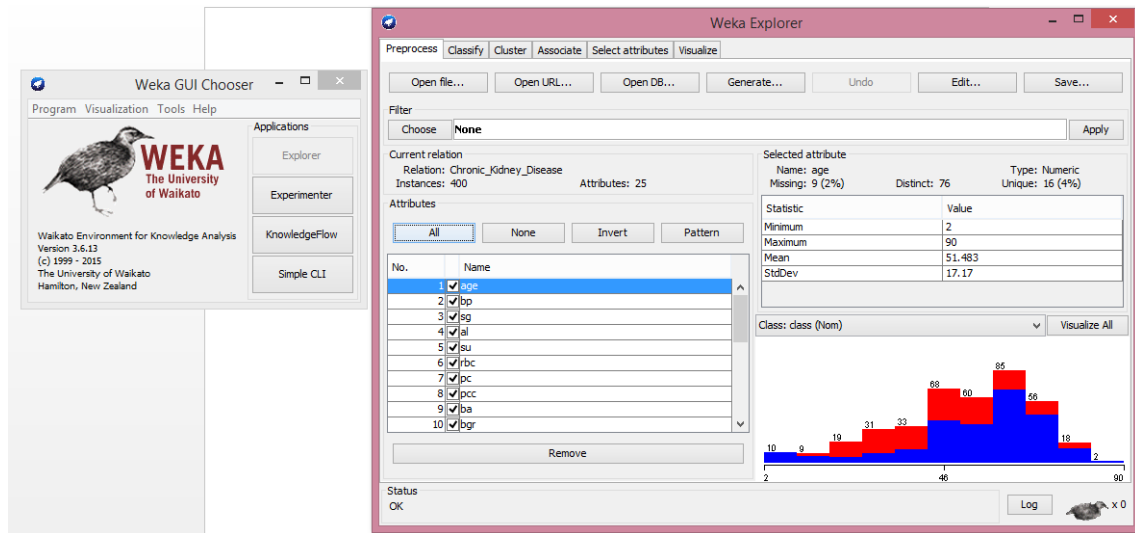 Weka GUI Chooser
Program Visualization Tools Help
WEKA
The University
of Waikato
Waikato Environment for Knowledge Analysis
Version 3.6.13
(c) 1999 - 2015
The University of Waikato
Hamilton, New Zealand
Applications
Explorer
Experimenter
KnowledgeFlow
Simple CLI
Weka Explorer
Preprocess Classify Cluster Associate Select attributes Visualize
Open file... Open URL... Open DB... Generate... Undo Edit... Save...
Filter
Choose None Apply
Current relation
Relation: Chronic_Kidney_Disease
Instances: 400 Attributes: 25
Attributes
All None Invert Pattern
No. Name
1 age
2 bp
3 sg
4 al
5 su
6 rbc
7 pc
8 pcc
9 ba
10 bgr
Remove
Selected attribute
Name: age Type: Numeric
Missing: 9 (2%) Distinct: 76 Unique: 16 (4%)
Statistic Value
Minimum 2
Maximum 90
Mean 51.483
StdDev 17.17
Class: class (Nom) Visualize All
10 9 19 31 33 68 60 85 56 18 2
2 46 90
Status
OK
Log x 0